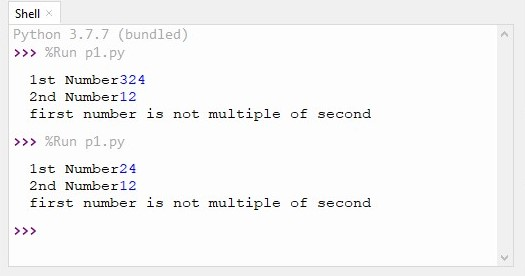 Shell ×
Python 3.7.7 (bundled)
>>> %Run p1.py
1st Number324
2nd Number12
first number is not multiple of second
>>> %Run p1.py
1st Number24
2nd Number12
first number is not multiple of second
>>>